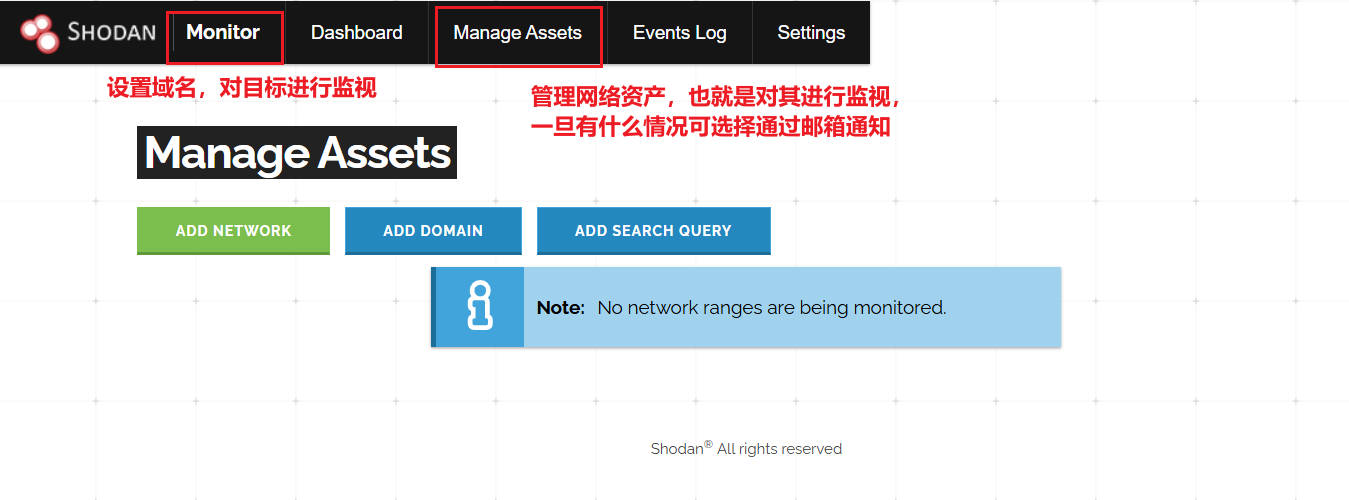 SHODAN Monitor Dashboard Manage Assets Events Log Settings
设置域名，对目标进行监视
管理网络资产，也就是对其进行监视，
一旦有什么情况可选择通过邮箱通知
Manage Assets
ADD NETWORK ADD DOMAIN ADD SEARCH QUERY
Note: No network ranges are being monitored.
Shodan® All rights reserved